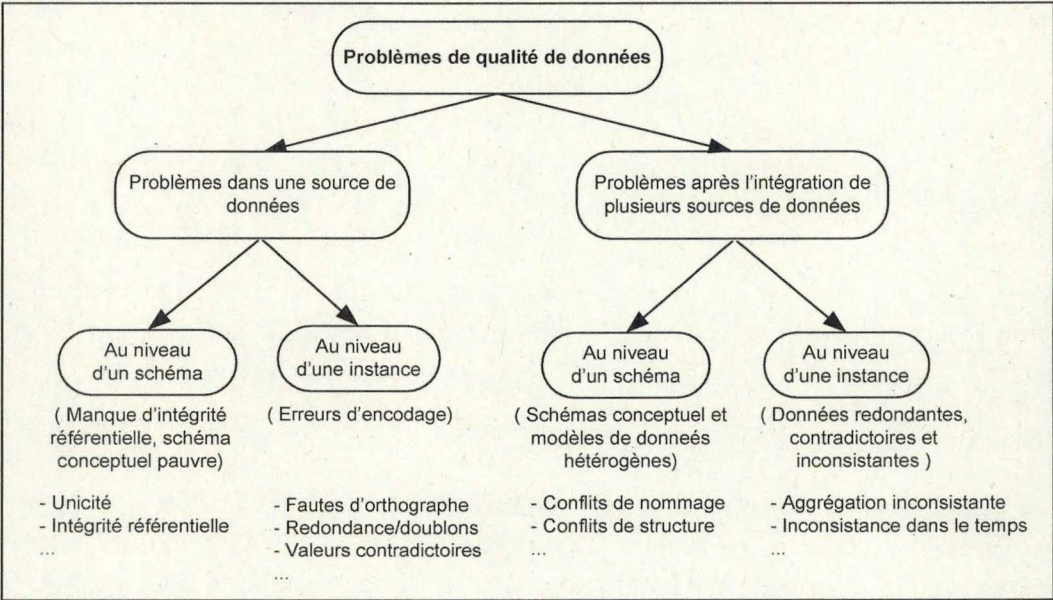 Problèmes de qualité de données
Problèmes dans une source de
données
Problèmes après l'intégration de
plusieurs sources de données
Au niveau
d'un schéma
( Manque d'intégrité
référentielle, schéma
conceptuel pauvre)
- Unicité
- Intégrité référentielle
...
Au niveau
d'une instance
( Erreurs d'encodage)
- Fautes d'orthographe
- Redondance/doublons
- Valeurs contradictoires
...
Au niveau
d'un schéma
( Schémas conceptuel et
modèles de donneés
hétérogènes)
- Conflits de nommage
- Conflits de structure
...
Au niveau
d'une instance
( Données redondantes,
contradictoires et
inconsistantes )
- Aggrégation inconsistante
- Inconsistance dans le temps
...